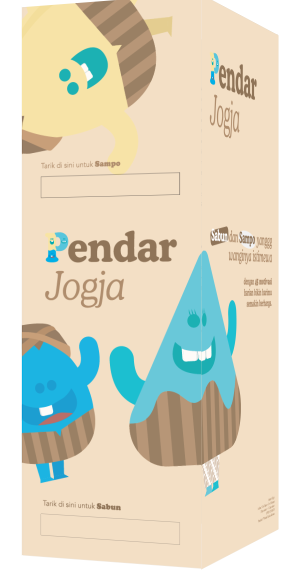 Tarik di sini untuk Sampo
Pendar
Jogja
Tarik di sini untuk Sabun
Pendar
Jogja
Sabun dan Sampo yanggg
wanginya istimewa